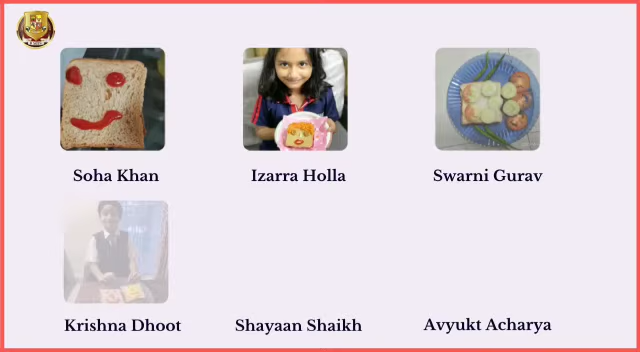 Soha Khan
Izarra Holla
Swarni Gurav
Krishna Dhoot
Shayaan Shaikh
Avyukt Acharya